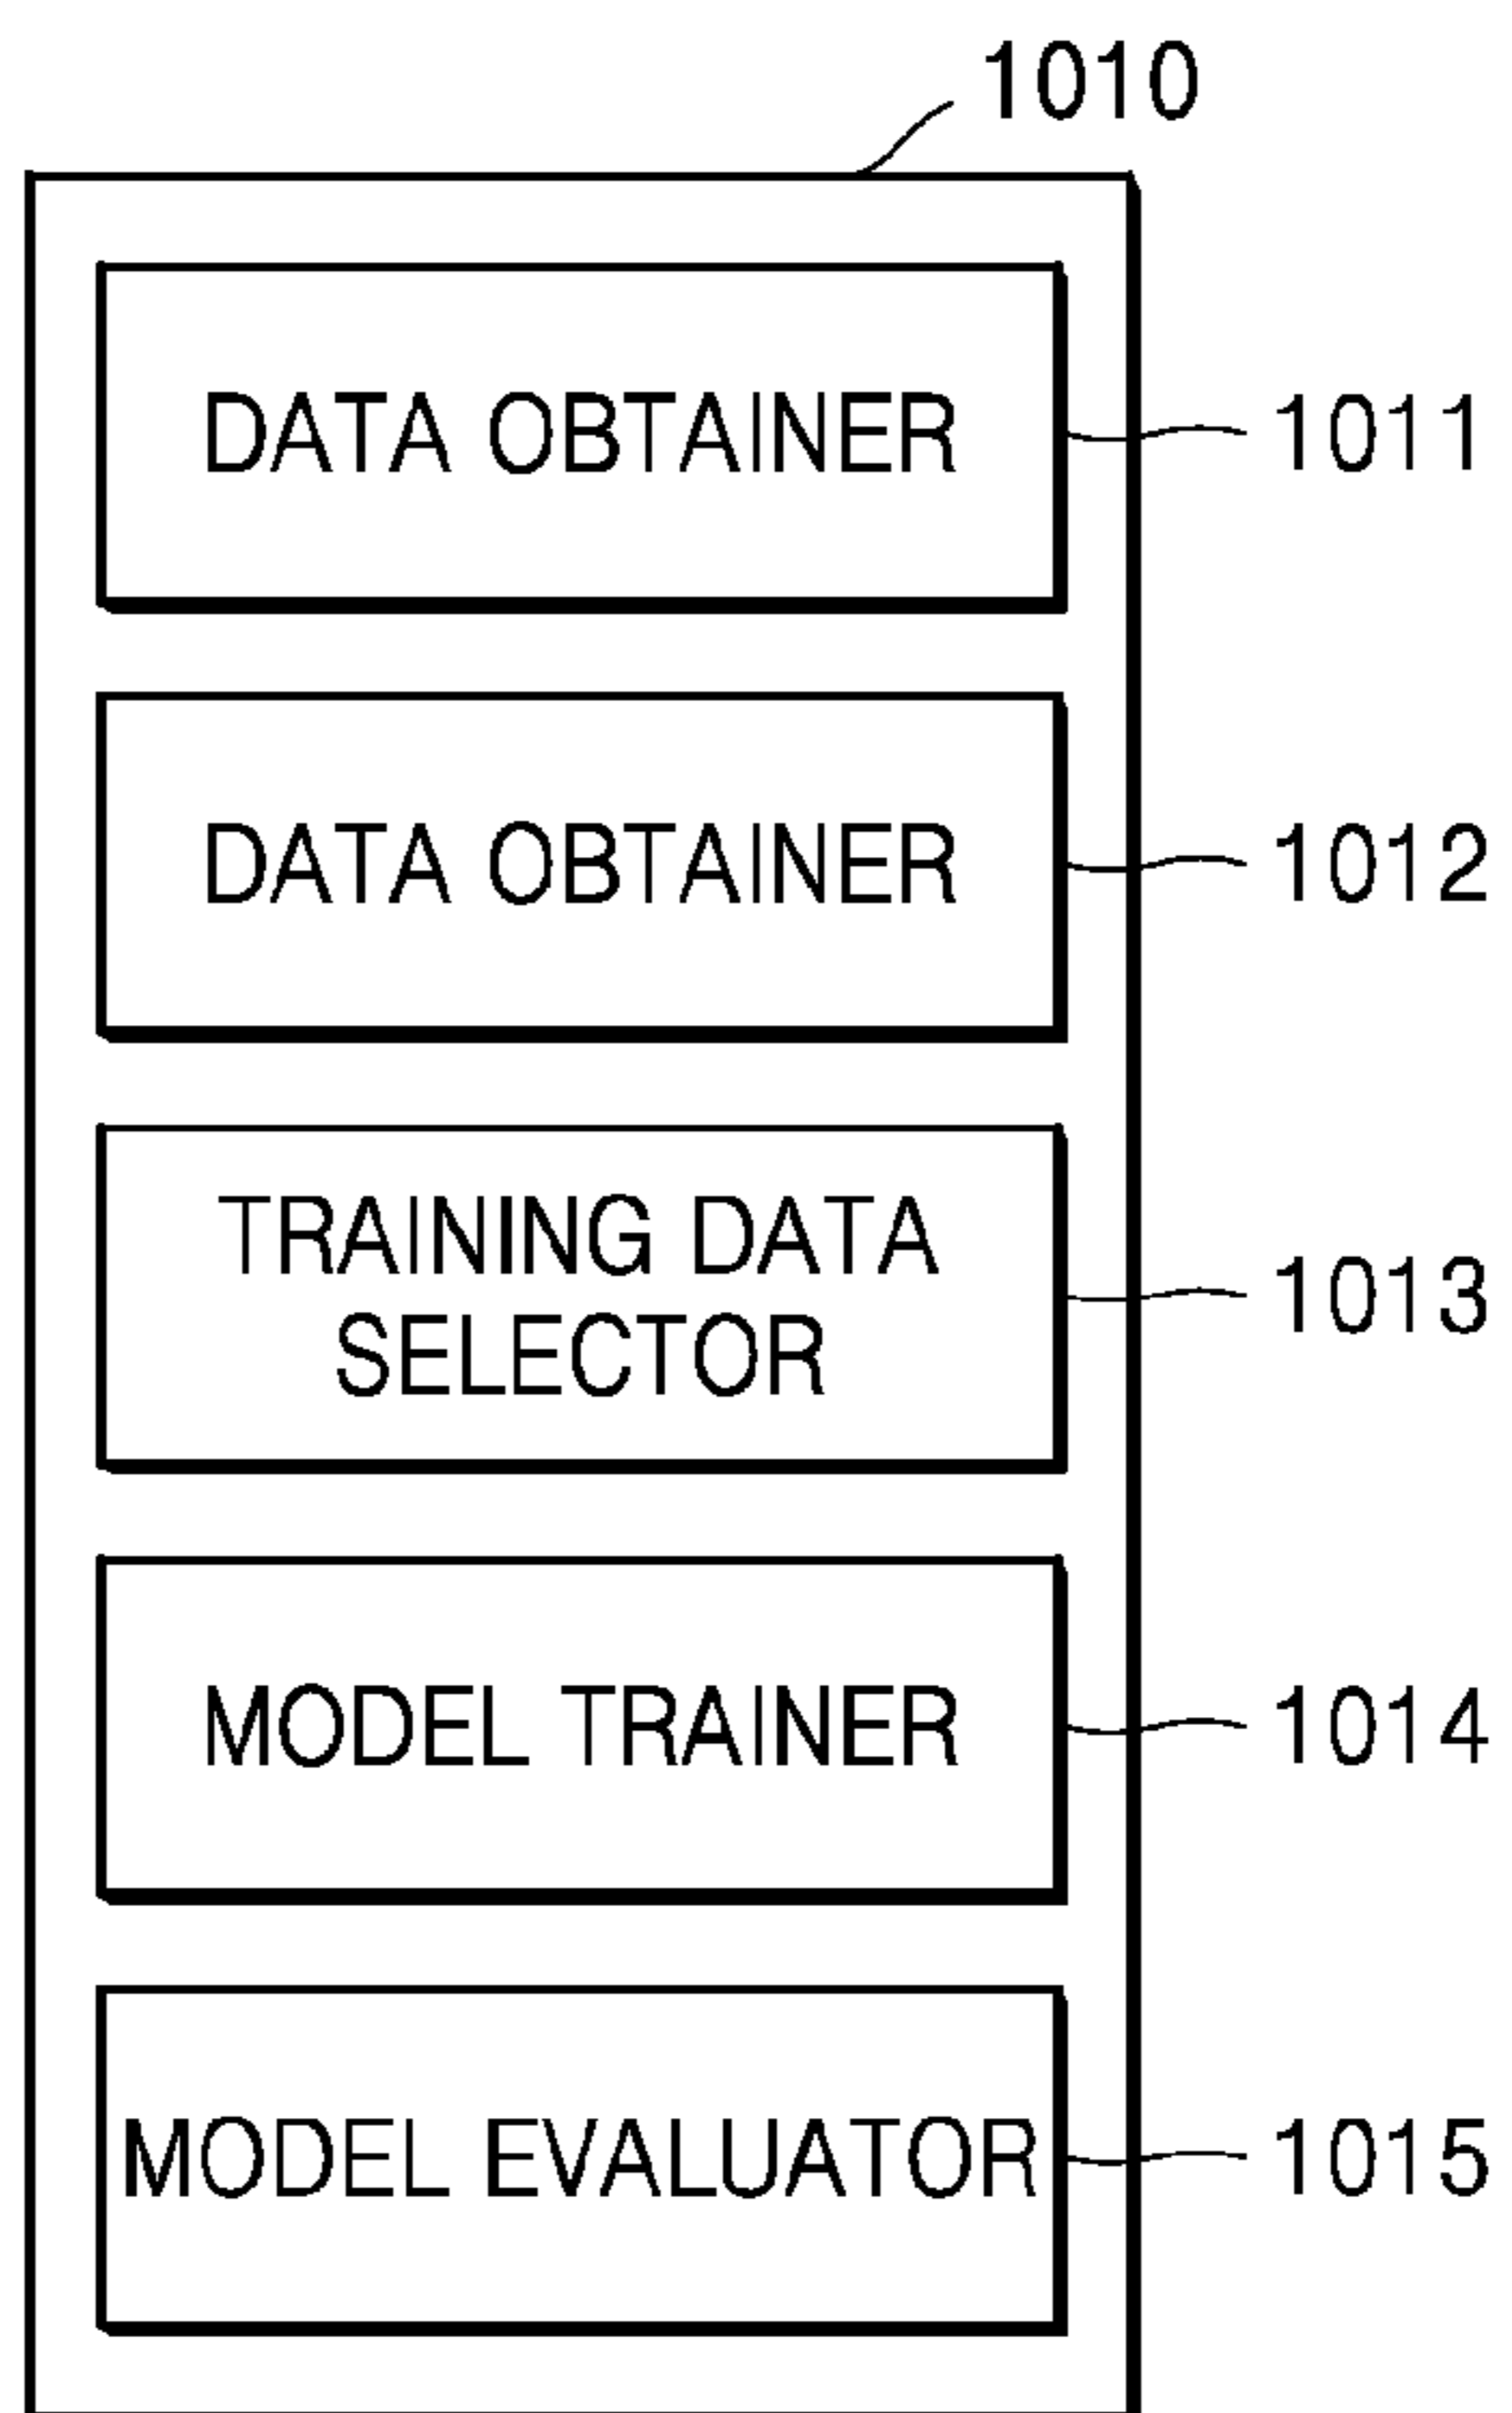 1010
DATA OBTAINER
1011
DATA OBTAINER
1012
TRAINING DATA
SELECTOR
1013
MODEL TRAINER
1014
MODEL EVALUATOR
1015